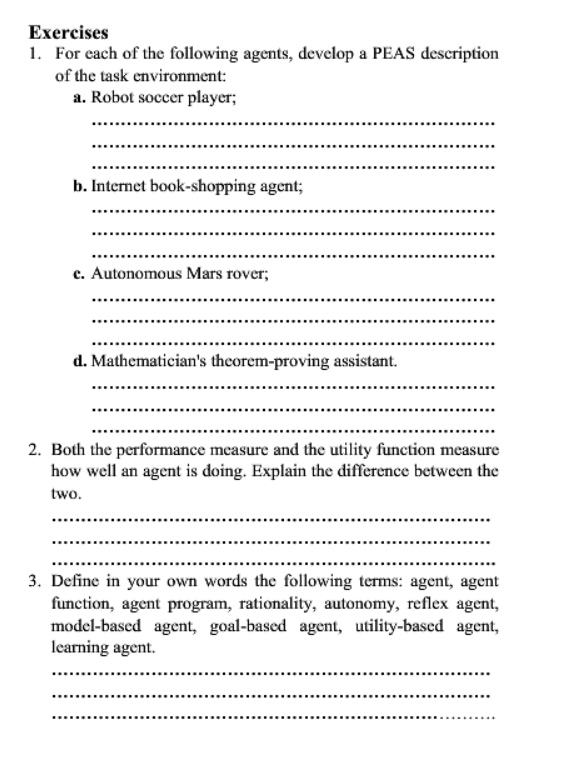 Exercises
1. For each of the following agents, develop a PEAS description
of the task environment:
a. Robot soccer player;
b. Internet book-shopping agent;
c. Autonomous Mars rover;
d. Mathematician's theorem-proving assistant.
2. Both the performance measure and the utility function measure
how well an agent is doing. Explain the difference between the
two.
3. Define in your own words the following terms: agent, agent
function, agent program, rationality, autonomy, reflex agent,
model-based agent, goal-based agent, utility-based agent,
learning agent.